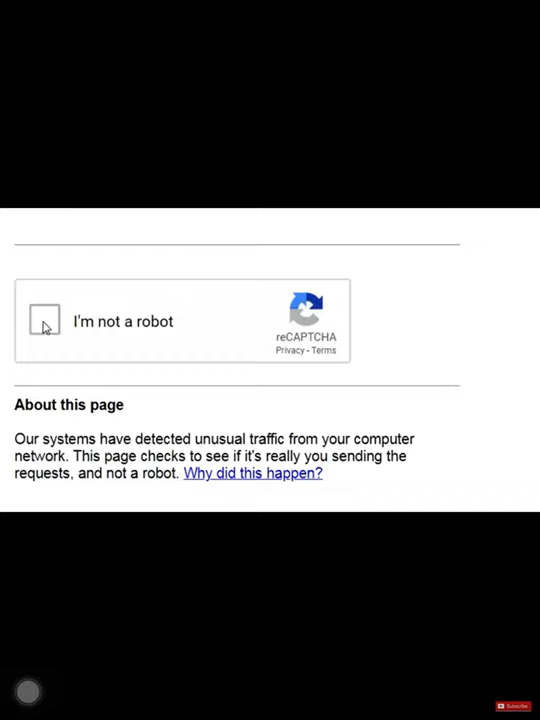 I'm not a robot
reCAPTCHA
Privacy - Terms
About this page
Our systems have detected unusual traffic from your computer
network. This page checks to see if it's really you sending the
requests, and not a robot. Why did this happen?
Subscribe